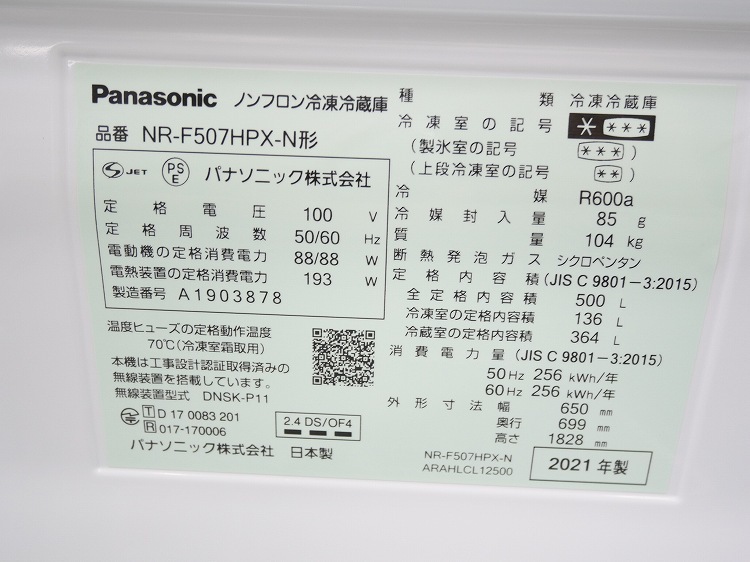 Panasonic ノンフロン冷凍冷蔵庫
品番 NR-F507HPX-N形
S JET PS E パナソニック株式会社
定格電圧 100 V
定格周波数 50/60 Hz
電動機の定格消費電力 88/88 W
電熱装置の定格消費電力 193 W
製造番号 A1903878
温度ヒューズの定格動作温度
70℃(冷凍室霜取用)
本機は工事設計認証取得済みの
無線装置を搭載しています。
無線装置型式 DNSK-P11
T D 17 0083 201
R 017-170006
2.4 DS/OF4
パナソニック株式会社 日本製
種類 冷凍冷蔵庫
冷凍室の記号 * ***
(製氷室の記号 ***)
(上段冷凍室の記号 **)
冷媒 R600a
冷媒封入量 85 g
質量 104 kg
断熱発泡ガス シクロペンタン
定格内容積 (JIS C 9801-3:2015)
全定格内容積 500 L
冷凍室の定格内容積 136 L
冷蔵室の定格内容積 364 L
消費電力量 (JIS C 9801-3:2015)
50 Hz 256 kWh/年
60 Hz 256 kWh/年
外形寸法 幅 650 mm
奥行 699 mm
高さ 1828 mm
NR-F507HPX-N
ARAHLCL12500
2021 年製